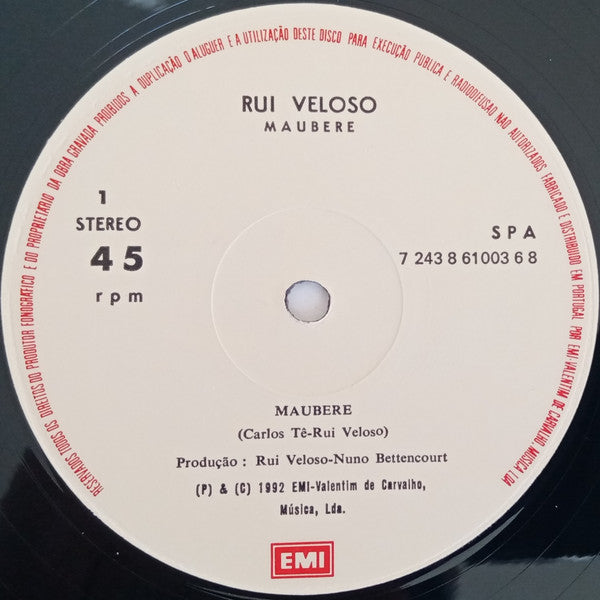 RESERVADOS TODOS OS DIREITOS DO PRODUTOR FONOGRÁFICO E DO PROPRIETÁRIO DA OBRA GRAVADA PROIBIDOS A DUPLICAÇÃO O ALUGUER E A UTILIZAÇÃO DESTE DISCO PARA EXECUÇÃO PUBLICA E RADIODIFUSÃO NÃO AUTORIZADOS FABRICADO E DISTRIBUIDO EM PORTUGAL POR EMI-VALENTIM DE CARVALHO, MÚSICA LDA
RUI VELOSO
MAUBERE
1
STEREO
45
rpm
SPA
7 243 8 61003 6 8
MAUBERE
(Carlos Tê-Rui Veloso)
Produção : Rui Veloso-Nuno Bettencourt
(P) & (C) 1992 EMI-Valentim de Carvalho,
Música, Lda.
EMI